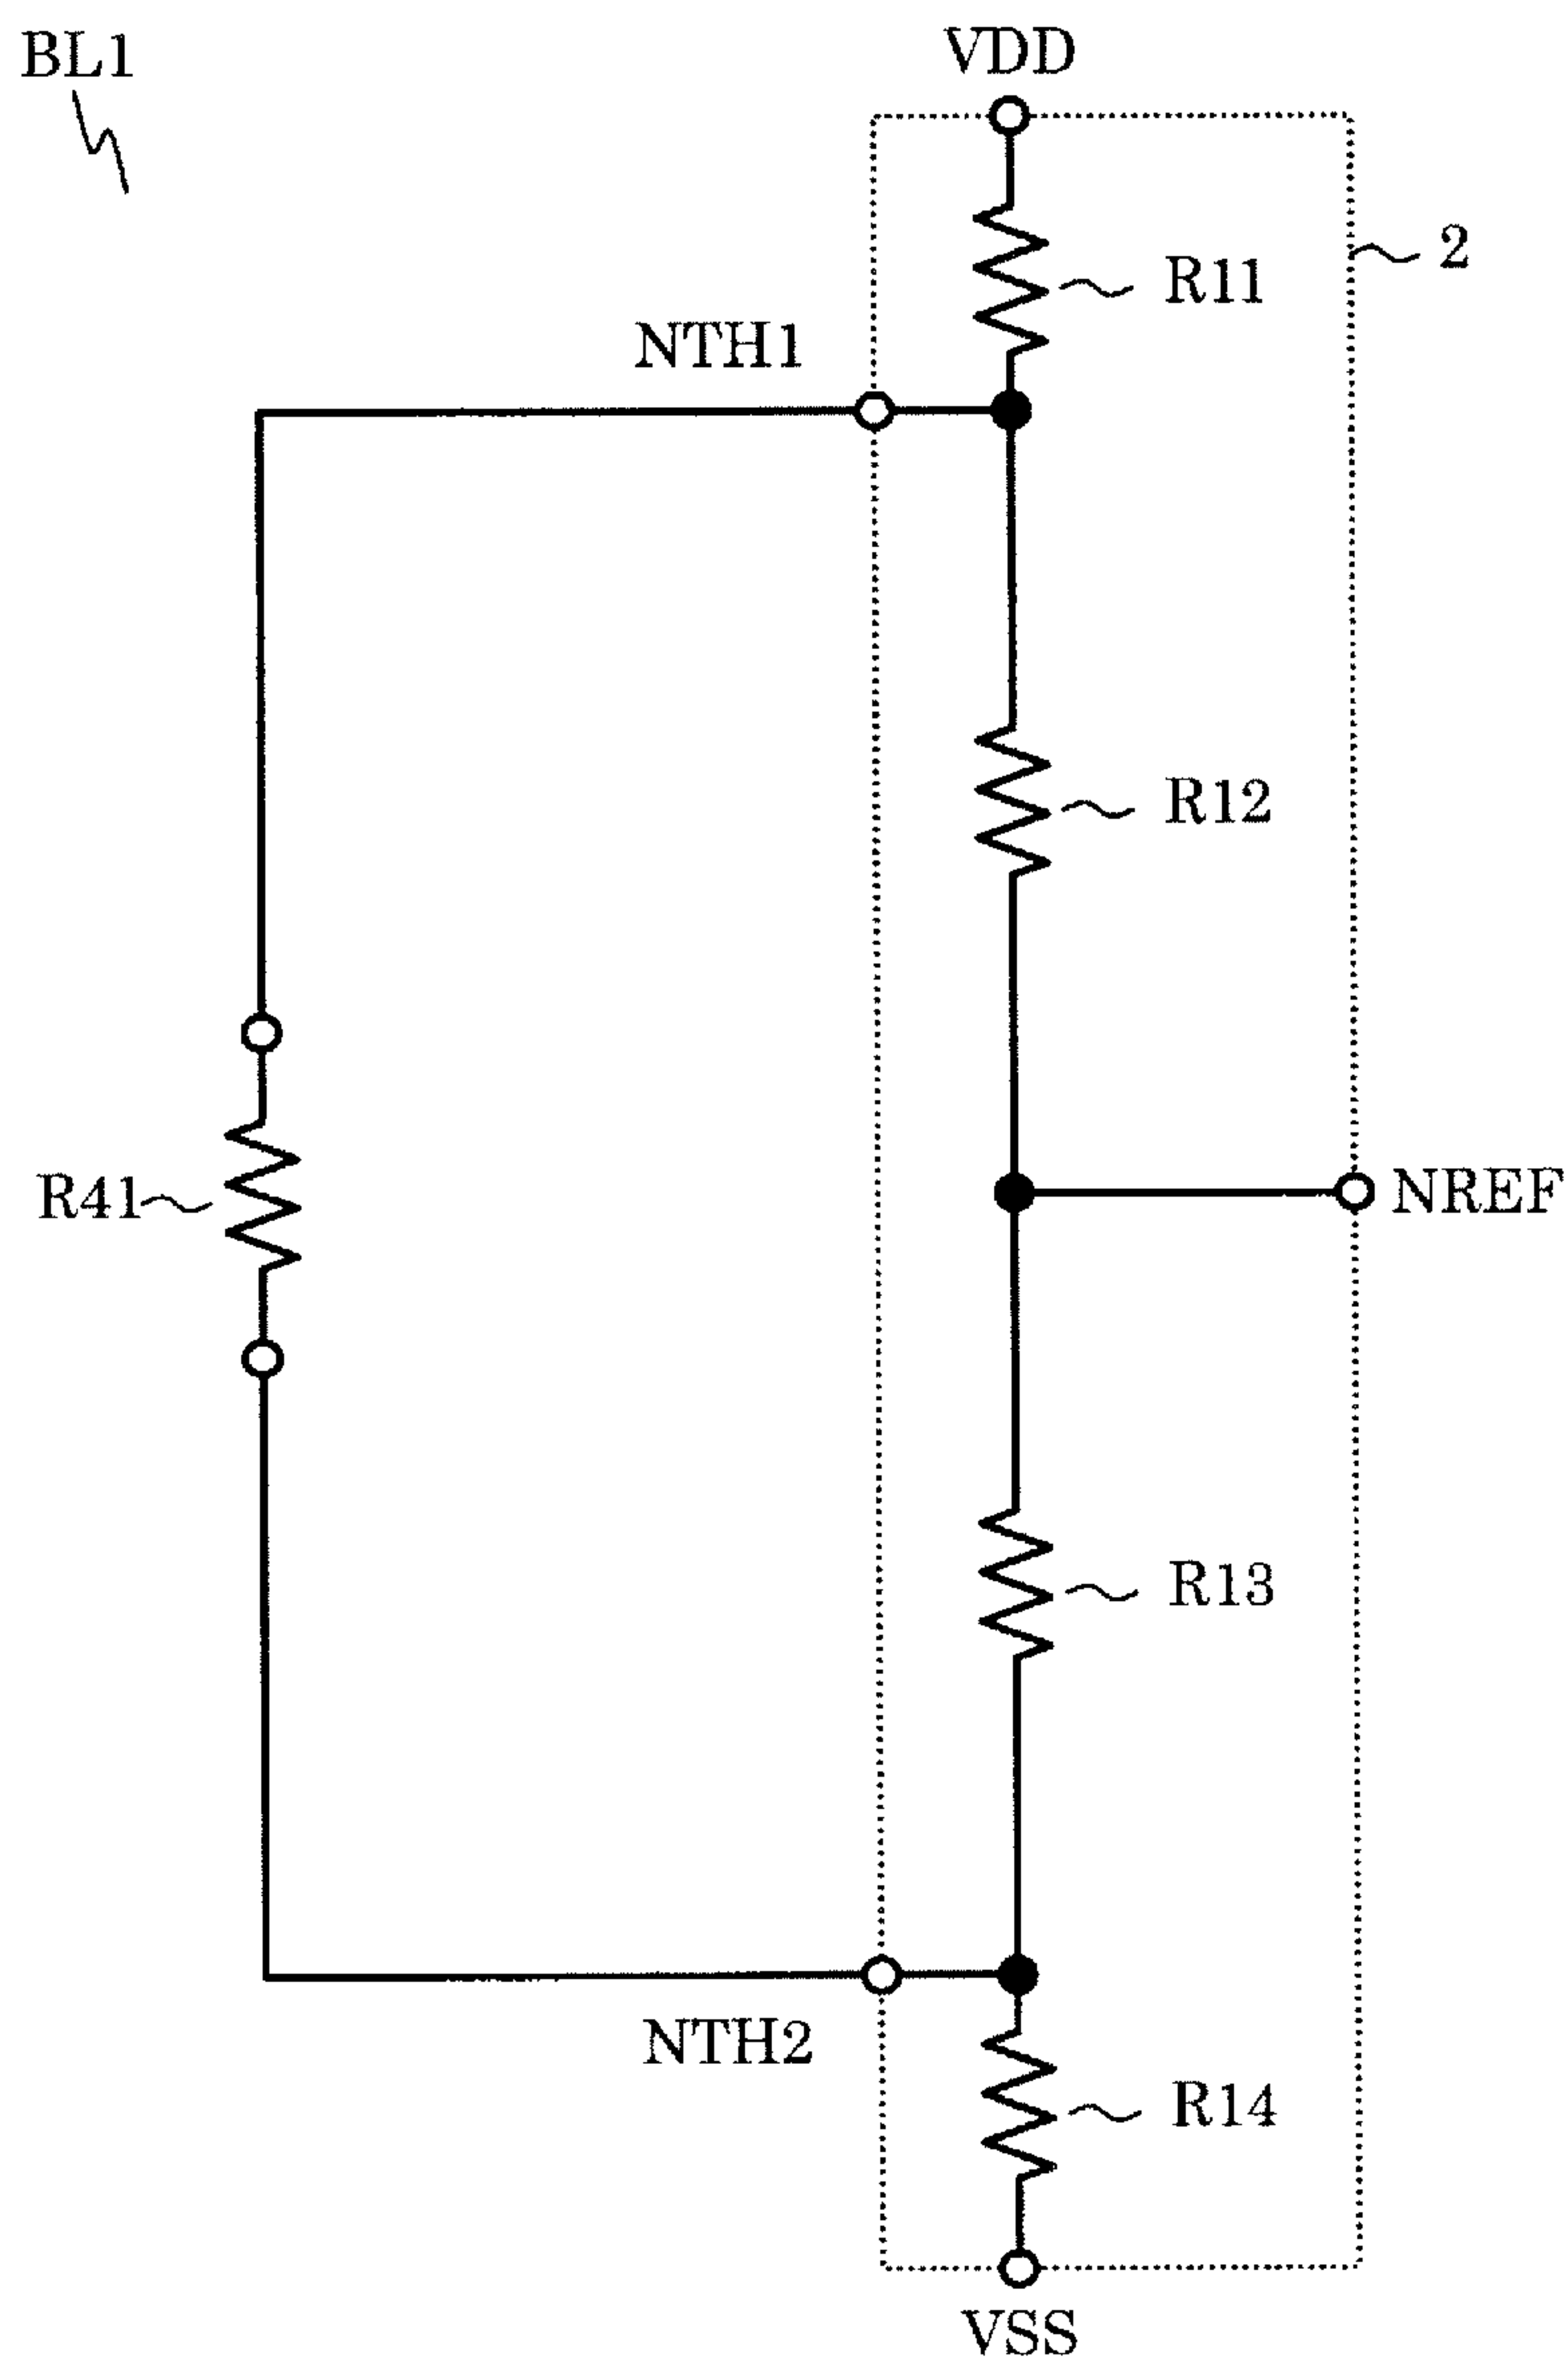 BL1
VDD
2
R11
NTH1
R12
R41
NREF
R13
NTH2
R14
VSS